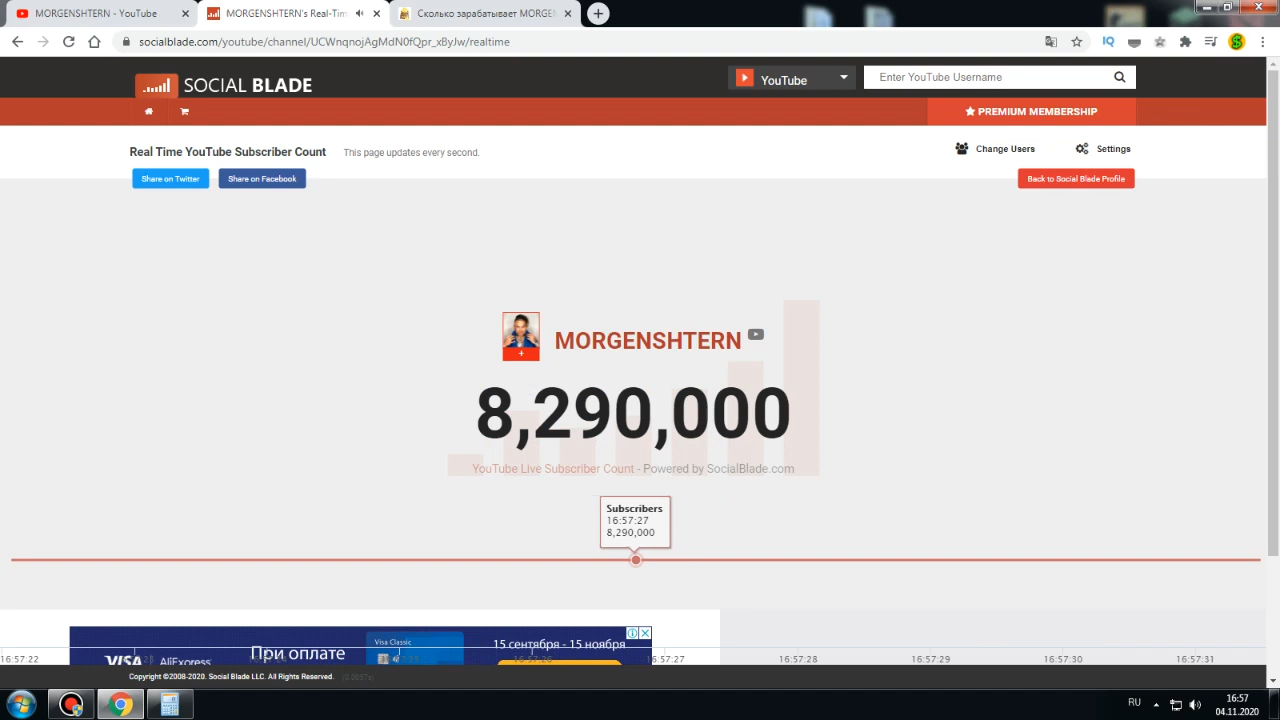 MORGENSHTERN - YouTube
MORGENSHTERN's Real-Tim
Сколько зарабатывает MORGEN
socialblade.com/youtube/channel/UCWnqnojAgMdN0fQpr_xByJw/realtime
SOCIAL BLADE
YouTube
Enter YouTube Username
PREMIUM MEMBERSHIP
Real Time YouTube Subscriber Count
This page updates every second.
Change Users
Settings
Share on Twitter
Share on Facebook
Back to Social Blade Profile
MORGENSHTERN
8,290,000
YouTube Live Subscriber Count - Powered by SocialBlade.com
Subscribers
16:57:27
8,290,000
При оплате
Visa Classic
15 сентября - 15 ноября
VISA AliExpress
16:57:22
16:57:26
16:57:27
16:57:28
16:57:29
16:57:30
16:57:31
Copyright ©2008-2020. Social Blade LLC. All Rights Reserved.
RU
16:57
04.11.2020